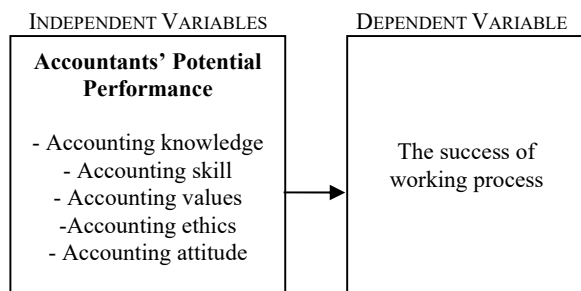 INDEPENDENT VARIABLES
Accountants' Potential
Performance
- Accounting knowledge
- Accounting skill
- Accounting values
-Accounting ethics
- Accounting attitude
DEPENDENT VARIABLE
The success of
working process